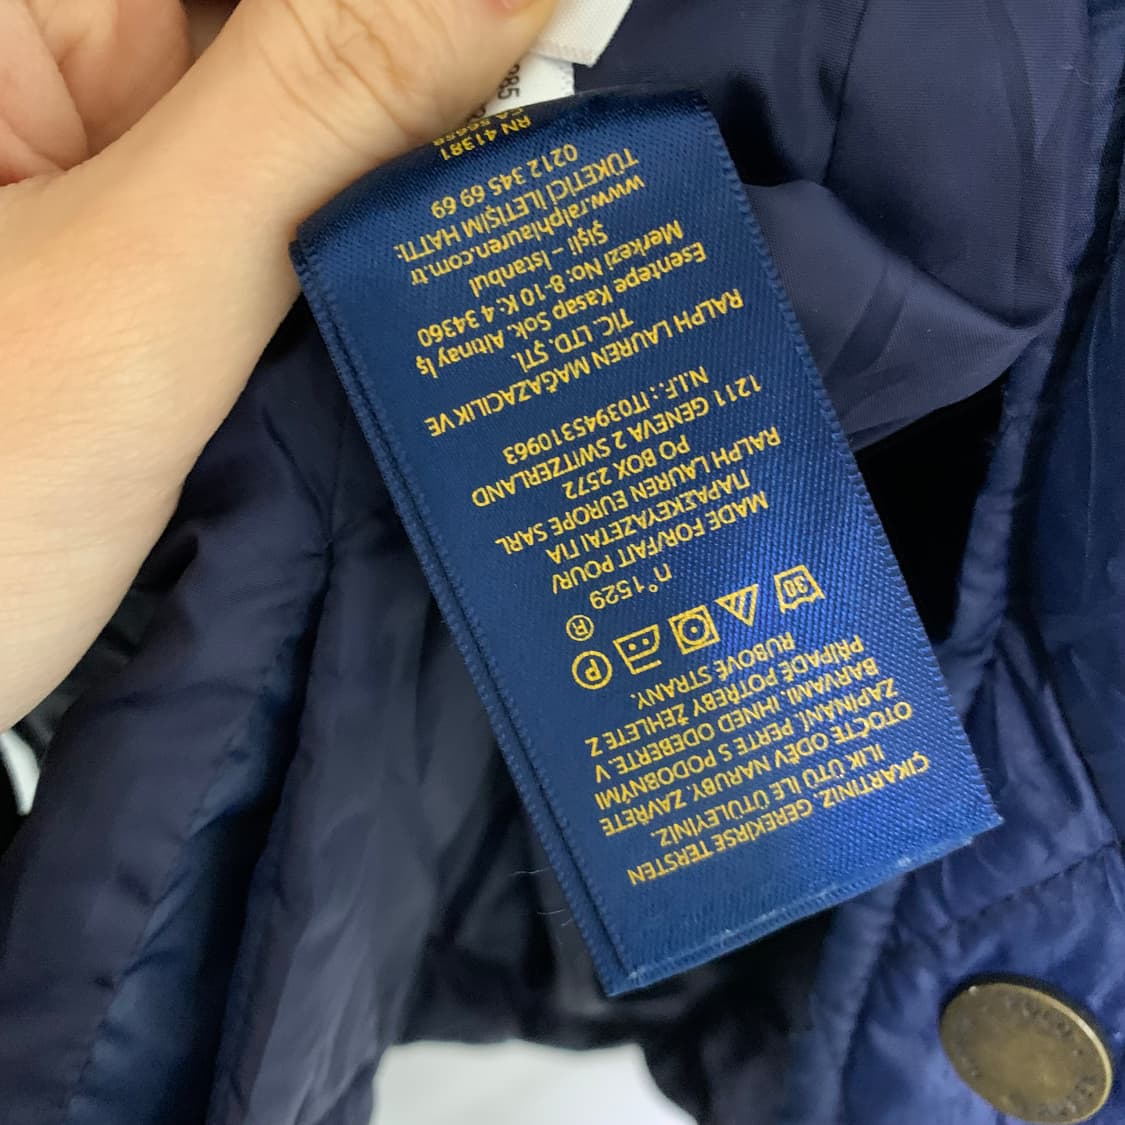 ÇIKARTINIZ. GEREKİRSE TERSTEN
ILIK ÜTÜ İLE ÜTÜLEYİNİZ.
OTOČTE ODĚV NARUBY. ZAVŘETE
ZAPÍNÁNÍ. PERTE S PODOBNÝMI
BARVAMI. IHNED ODEBERTE. V
PŘÍPADĚ POTŘEBY ŽEHLETE Z
RUBOVÉ STRANY.
30
P
R
n°1529
MADE FOR/FAIT POUR/
ΠΑΡΑΣΚΕΥΑΖΕΤΑΙ ΓΙΑ
RALPH LAUREN EUROPE SARL
PO BOX 2572
1211 GENEVA 2 SWITZERLAND
N.I.F.: IT03945310963
RALPH LAUREN MAĞAZACILIK VE
TİC. LTD. ŞTİ.
Esentepe Kasap Sok. Altınay İş
Merkezi No: 8-10 K: 4 34360
Şişli – İstanbul
www.ralphlauren.com.tr
TÜKETİCİ İLETİŞİM HATTI:
0212 345 69 69
RN 41381